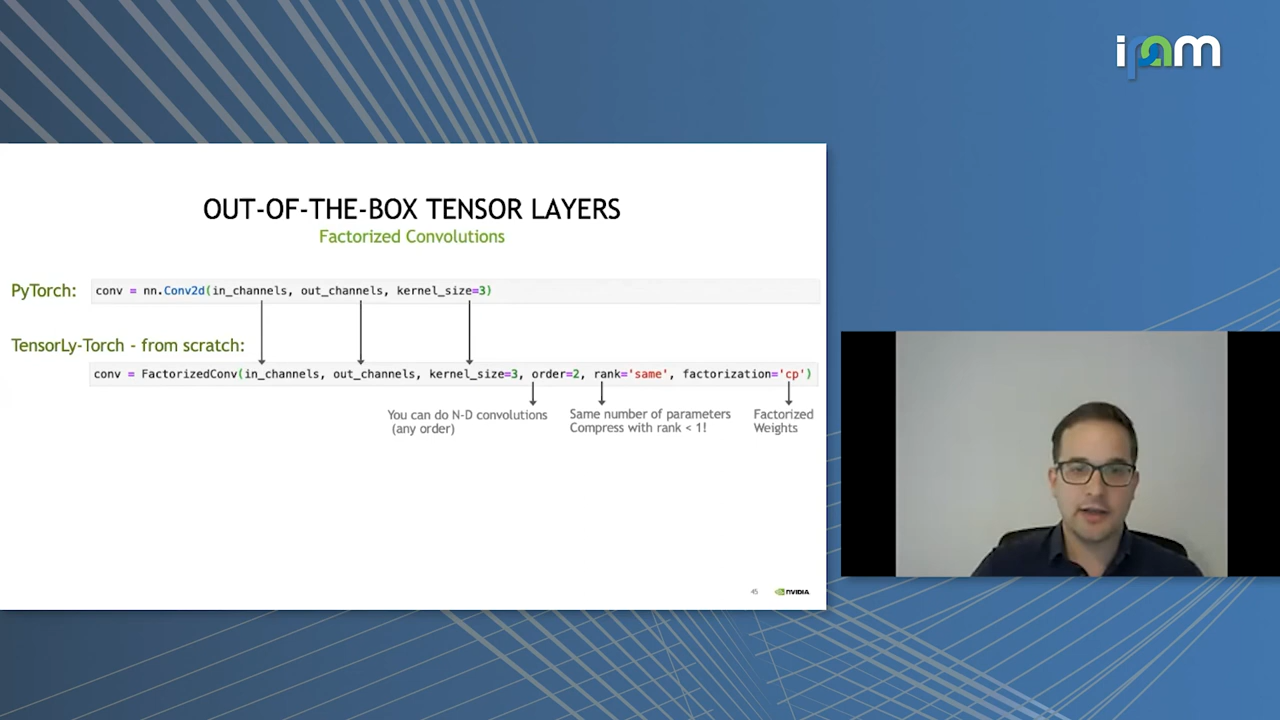 ipam
OUT-OF-THE-BOX TENSOR LAYERS
Factorized Convolutions
PyTorch:
conv = nn.Conv2d(in_channels, out_channels, kernel_size=3)
TensorLy-Torch - from scratch:
conv = FactorizedConv(in_channels, out_channels, kernel_size=3, order=2, rank='same', factorization='cp')
You can do N-D convolutions
(any order)
Same number of parameters
Compress with rank < 1!
Factorized
Weights
45
NVIDIA